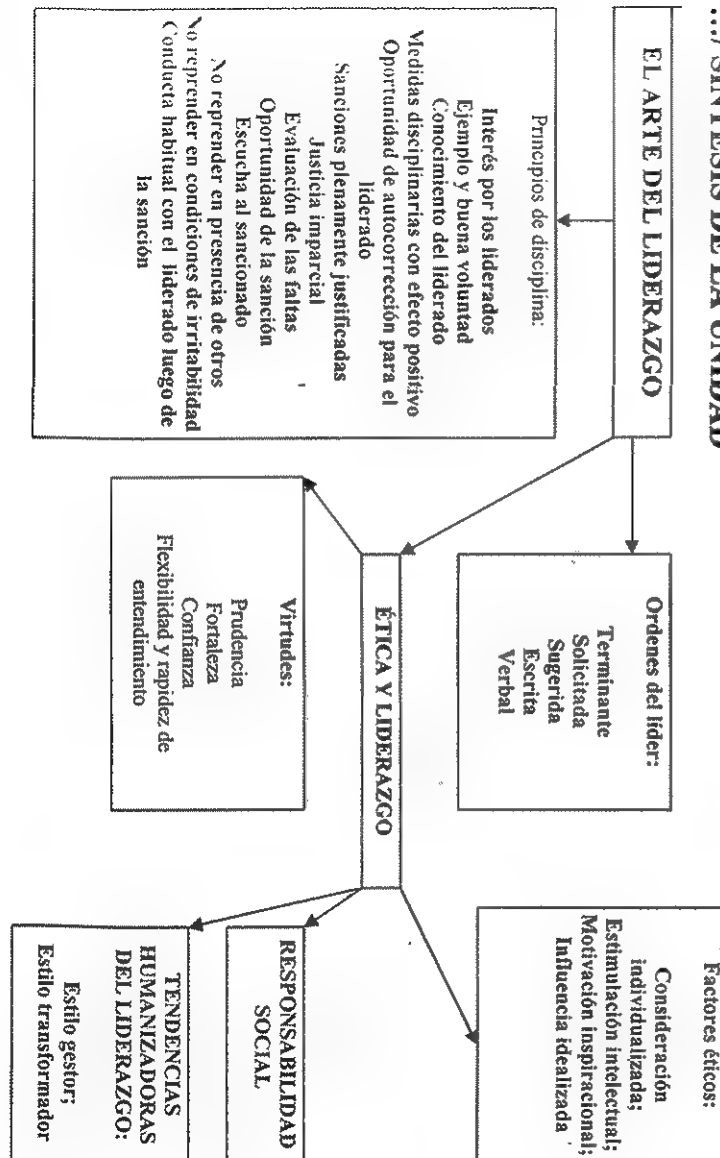 .../ SÍNTESIS DE LA UNIDAD
EL ARTE DEL LIDERAZGO
Principios de disciplina:
Interés por los liderados
Ejemplo y buena voluntad
Conocimiento del liderado
Medidas disciplinarias con efecto positivo
Oportunidad de autocorrección para el
liderado
Sanciones plenamente justificadas
Justicia imparcial
Evaluación de las faltas
Oportunidad de la sanción
Escucha al sancionado
No reprender en presencia de otros
No reprender en condiciones de irritabilidad
Conducta habitual con el liderado luego de
la sanción
Ordenes del líder:
Terminante
Solicitada
Sugerida
Escrita
Verbal
ÉTICA Y LIDERAZGO
Virtudes:
Prudencia
Fortaleza
Confianza
Flexibilidad y rapidez de
entendimiento
Factores éticos:
Consideración
individualizada;
Estimulación intelectual;
Motivación inspiracional;
Influencia idealizada
RESPONSABILIDAD
SOCIAL
TENDENCIAS
HUMANIZADORAS
DEL LIDERAZGO:
Estilo gestor;
Estilo transformador